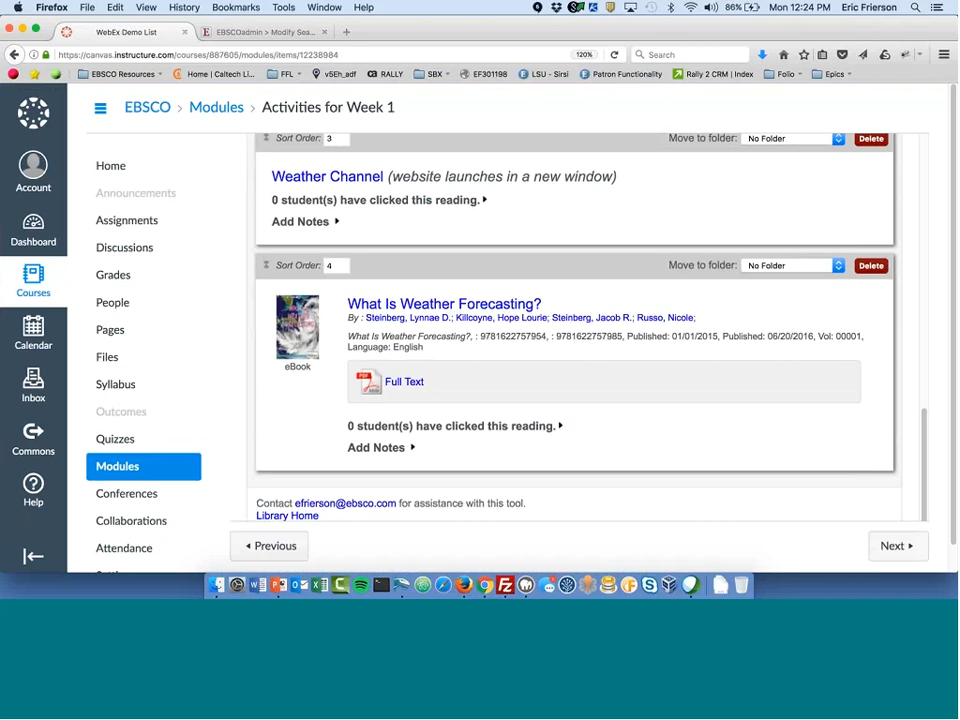 Firefox File Edit View History Bookmarks Tools Window Help 86% Mon 12:24 PM Eric Frierson
WebEx Demo List × EBSCOadmin > Modify Sea... × +
https://canvas.instructure.com/courses/887605/modules/items/12238984 120% Search
EBSCO Resources Home | Caltech Li... FFL v5Eh_adf RALLY SBX EF301198 LSU - Sirsi Patron Functionality Rally 2 CRM | Index Folio Epics
EBSCO > Modules > Activities for Week 1
Account
Dashboard
Courses
Calendar
Inbox
Commons
Help
Home
Announcements
Assignments
Discussions
Grades
People
Pages
Files
Syllabus
Outcomes
Quizzes
Modules
Conferences
Collaborations
Attendance
Sort Order: 3 Move to folder: No Folder Delete
Weather Channel (website launches in a new window)
0 student(s) have clicked this reading.
Add Notes
Sort Order: 4 Move to folder: No Folder Delete
What Is Weather Forecasting?
By : Steinberg, Lynnae D.; Killcoyne, Hope Lourie; Steinberg, Jacob R.; Russo, Nicole;
What Is Weather Forecasting?, : 9781622757954, : 9781622757985, Published: 01/01/2015, Published: 06/20/2016, Vol: 00001,
Language: English
eBook
PDF Full Text
0 student(s) have clicked this reading.
Add Notes
Contact efrierson@ebsco.com for assistance with this tool.
Library Home
Previous Next